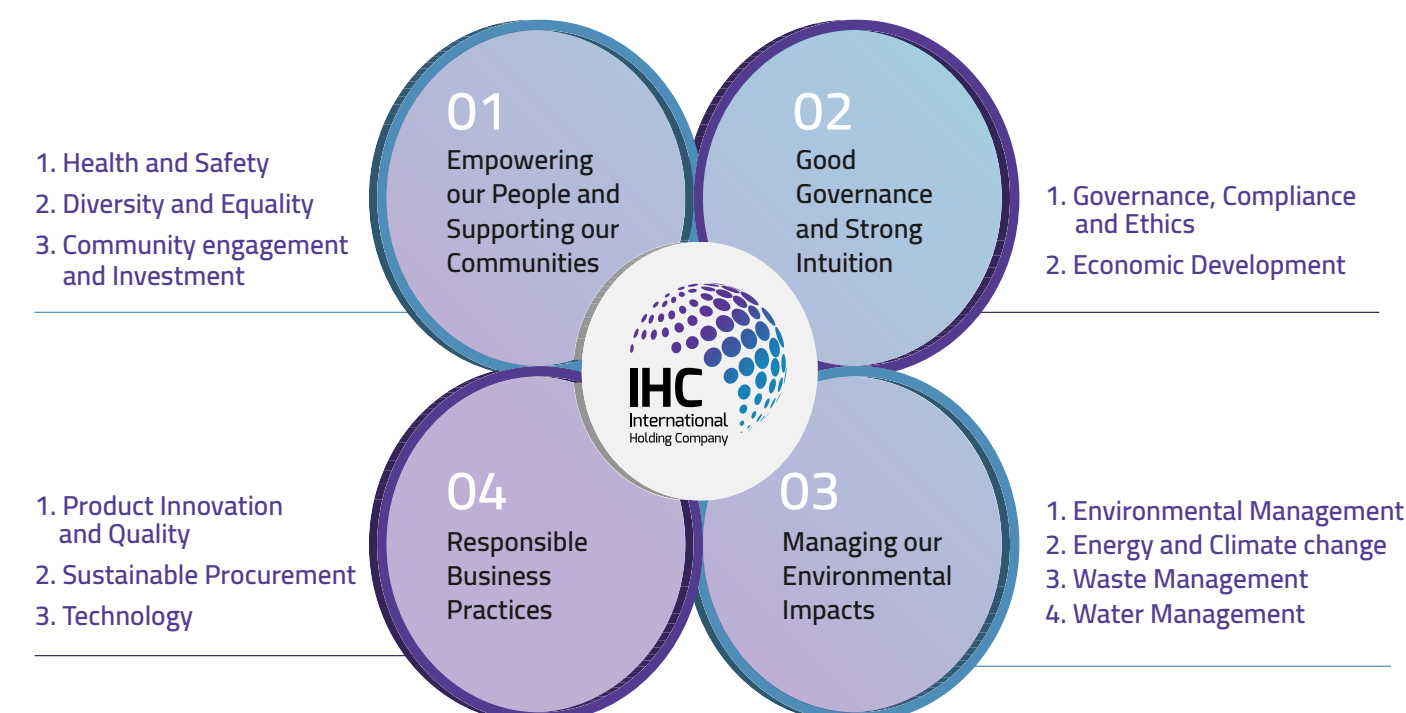 01
Empowering
our People and
Supporting our
Communities
1. Health and Safety
2. Diversity and Equality
3. Community engagement
and Investment
02
Good
Governance
and Strong
Intuition
1. Governance, Compliance
and Ethics
2. Economic Development
IHC
International
Holding Company
04
Responsible
Business
Practices
1. Product Innovation
and Quality
2. Sustainable Procurement
3. Technology
03
Managing our
Environmental
Impacts
1. Environmental Management
2. Energy and Climate change
3. Waste Management
4. Water Management